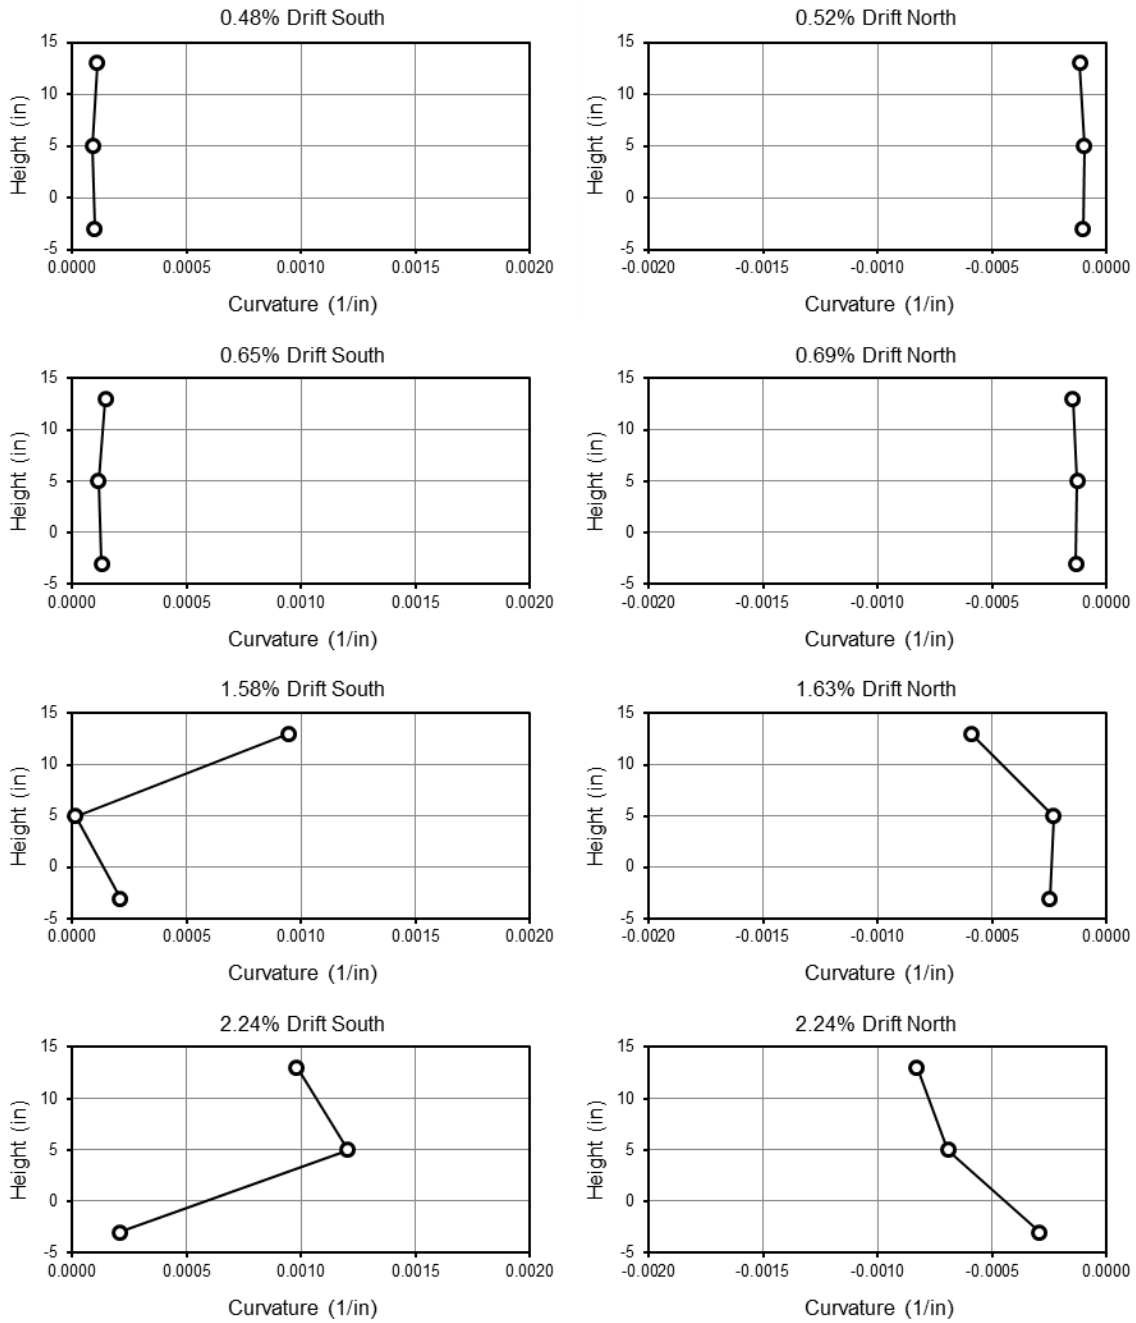 0.48% Drift South
15
10
5
0
-5
Height (in)
0.0000 0.0005 0.0010 0.0015 0.0020
Curvature (1/in)
0.52% Drift North
15
10
5
0
-5
Height (in)
-0.0020 -0.0015 -0.0010 -0.0005 0.0000
Curvature (1/in)
0.65% Drift South
15
10
5
0
-5
Height (in)
0.0000 0.0005 0.0010 0.0015 0.0020
Curvature (1/in)
0.69% Drift North
15
10
5
0
-5
Height (in)
-0.0020 -0.0015 -0.0010 -0.0005 0.0000
Curvature (1/in)
1.58% Drift South
15
10
5
0
-5
Height (in)
0.0000 0.0005 0.0010 0.0015 0.0020
Curvature (1/in)
1.63% Drift North
15
10
5
0
-5
Height (in)
-0.0020 -0.0015 -0.0010 -0.0005 0.0000
Curvature (1/in)
2.24% Drift South
15
10
5
0
-5
Height (in)
0.0000 0.0005 0.0010 0.0015 0.0020
Curvature (1/in)
2.24% Drift North
15
10
5
0
-5
Height (in)
-0.0020 -0.0015 -0.0010 -0.0005 0.0000
Curvature (1/in)